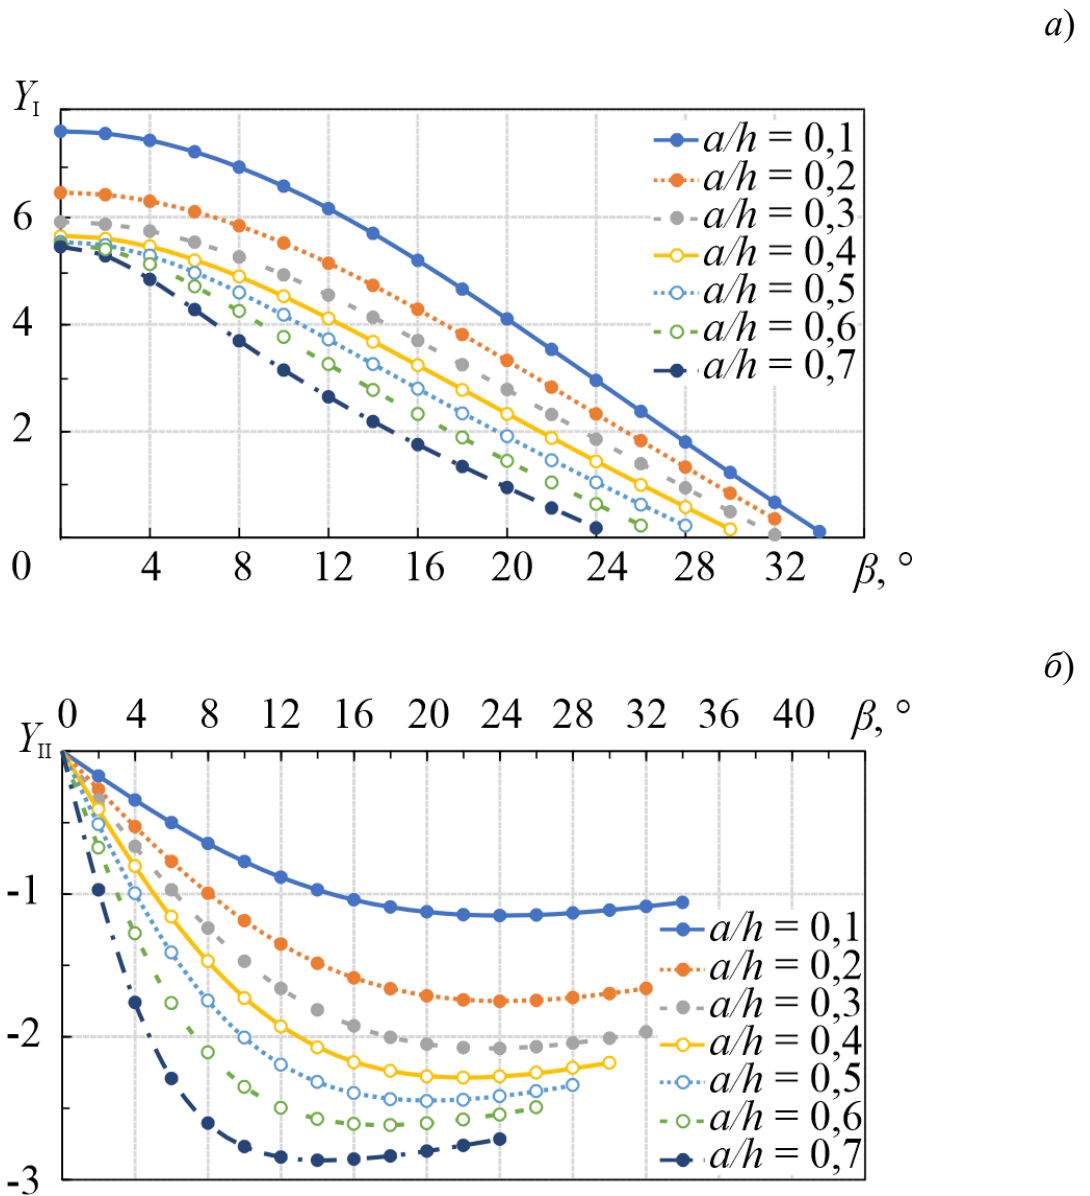 а)
Y_I
a/h = 0,1
a/h = 0,2
6
a/h = 0,3
a/h = 0,4
a/h = 0,5
4
a/h = 0,6
a/h = 0,7
2
0 4 8 12 16 20 24 28 32 β, °
б)
0 4 8 12 16 20 24 28 32 36 40 β, °
Y_II
-1
a/h = 0,1
a/h = 0,2
a/h = 0,3
-2
a/h = 0,4
a/h = 0,5
a/h = 0,6
a/h = 0,7
-3